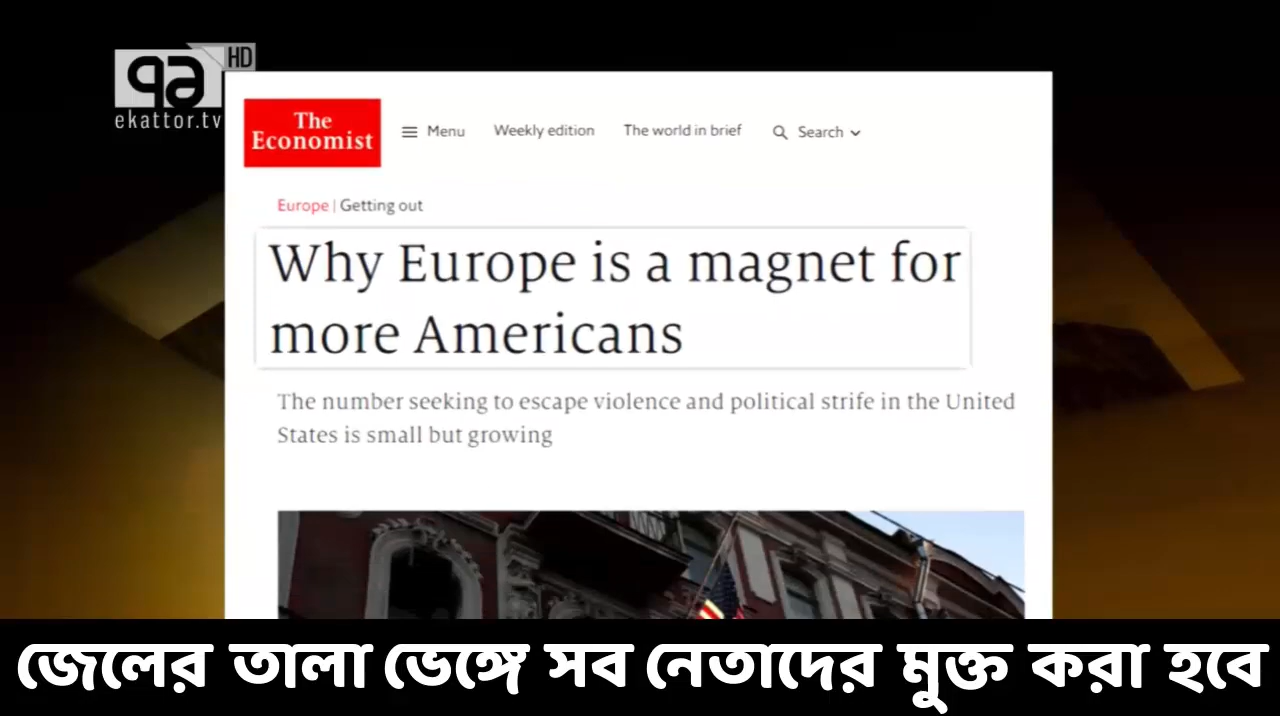 HD
৭১
ekattor.tv
The
Economist
Menu
Weekly edition
The world in brief
Search
Europe | Getting out
Why Europe is a magnet for
more Americans
The number seeking to escape violence and political strife in the United
States is small but growing
জেলের তালা ভেঙ্গে সব নেতাদের মুক্ত করা হবে